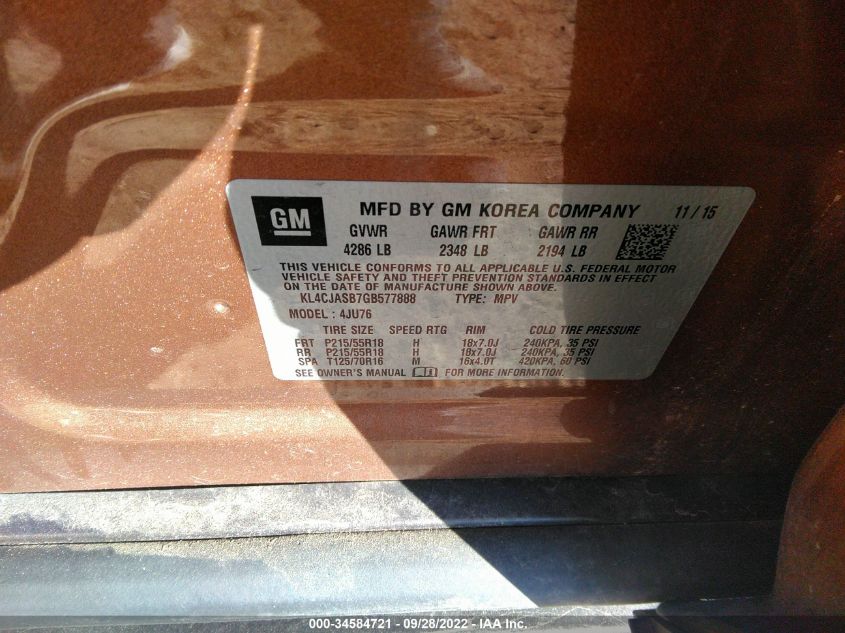 GM MFD BY GM KOREA COMPANY 11/15
GVWR GAWR FRT GAWR RR
4286 LB 2348 LB 2194 LB
THIS VEHICLE CONFORMS TO ALL APPLICABLE U.S. FEDERAL MOTOR
VEHICLE SAFETY AND THEFT PREVENTION STANDARDS IN EFFECT
ON THE DATE OF MANUFACTURE SHOWN ABOVE.
KL4CJASB7GB577888 TYPE: MPV
MODEL: 4JU76
TIRE SIZE SPEED RTG RIM COLD TIRE PRESSURE
FRT P215/55R18 H 18x7.0J 240KPA, 35 PSI
RR P215/55R18 H 18x7.0J 240KPA, 35 PSI
SPA T125/70R16 M 16x4.0T 420KPA, 60 PSI
SEE OWNER'S MANUAL FOR MORE INFORMATION.
000-34584721 - 09/28/2022 - IAA Inc.